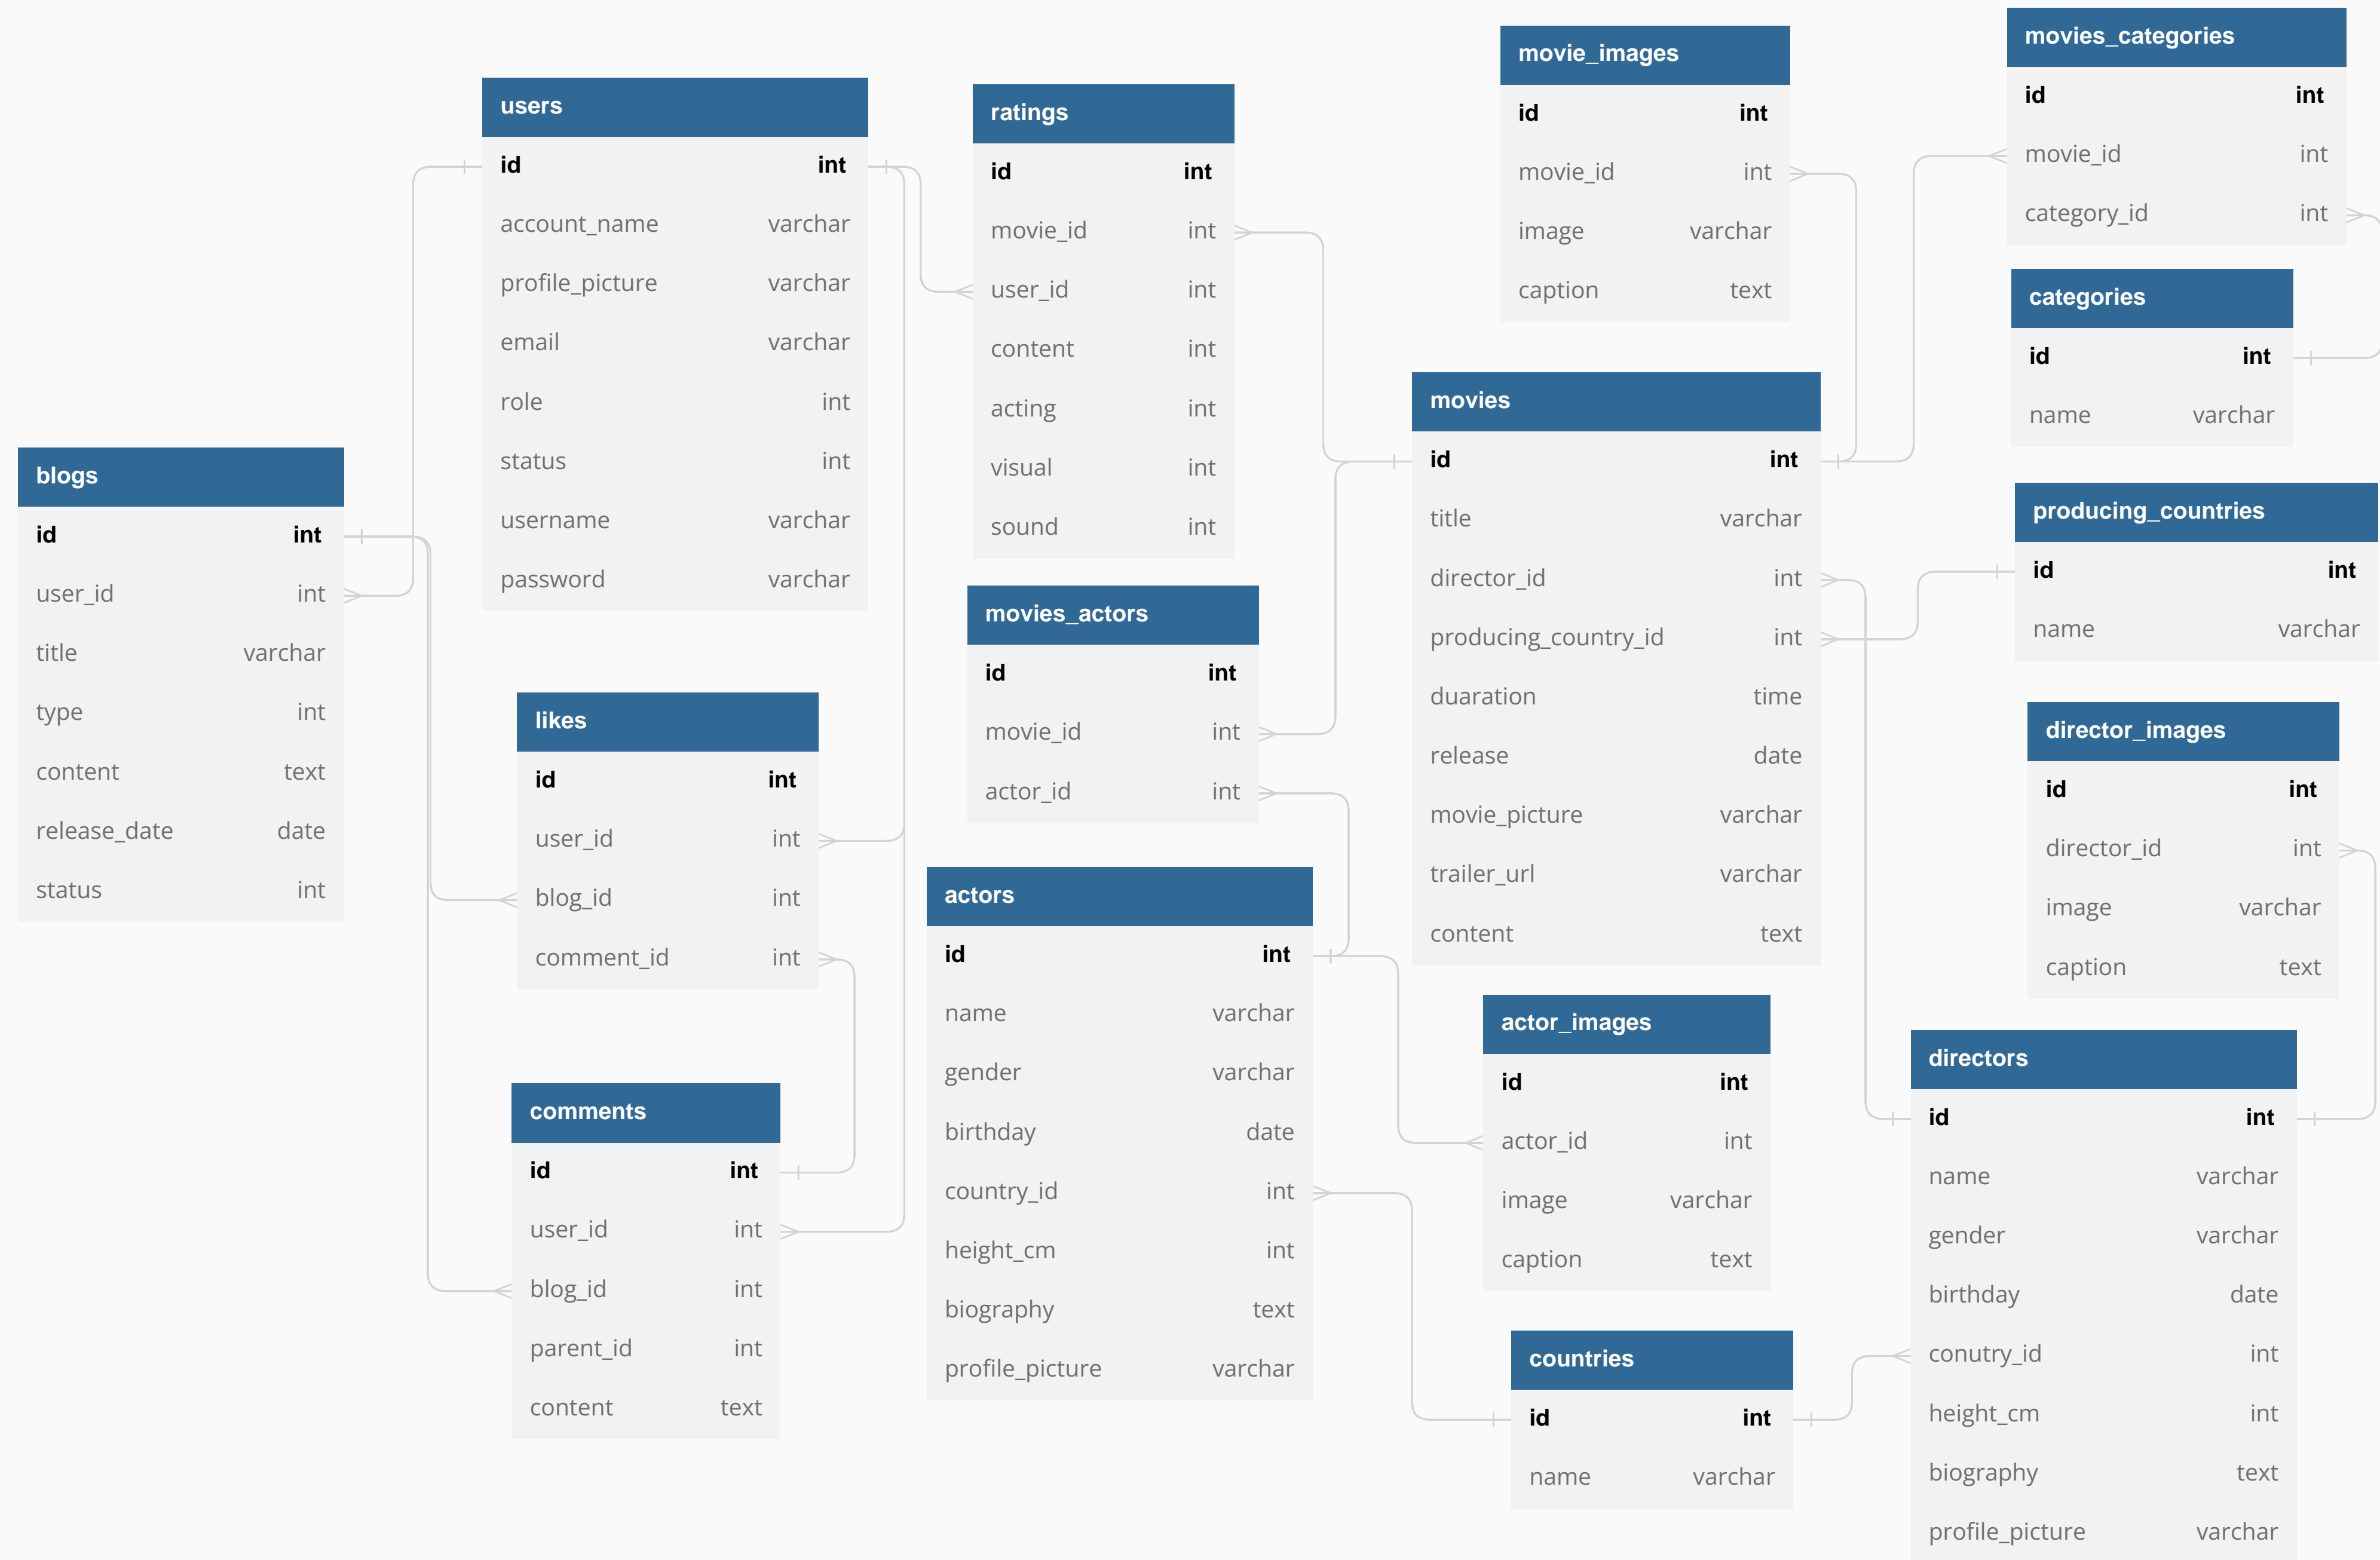 users
id int
account_name varchar
profile_picture varchar
email varchar
role int
status int
username varchar
password varchar
ratings
id int
movie_id int
user_id int
content int
acting int
visual int
sound int
movie_images
id int
movie_id int
image varchar
caption text
movies_categories
id int
movie_id int
category_id int
categories
id int
name varchar
blogs
id int
user_id int
title varchar
type int
content text
release_date date
status int
movies
id int
title varchar
director_id int
producing_country_id int
duaration time
release date
movie_picture varchar
trailer_url varchar
content text
producing_countries
id int
name varchar
movies_actors
id int
movie_id int
actor_id int
likes
id int
user_id int
blog_id int
comment_id int
director_images
id int
director_id int
image varchar
caption text
actors
id int
name varchar
gender varchar
birthday date
country_id int
height_cm int
biography text
profile_picture varchar
actor_images
id int
actor_id int
image varchar
caption text
comments
id int
user_id int
blog_id int
parent_id int
content text
countries
id int
name varchar
directors
id int
name varchar
gender varchar
birthday date
conutry_id int
height_cm int
biography text
profile_picture varchar